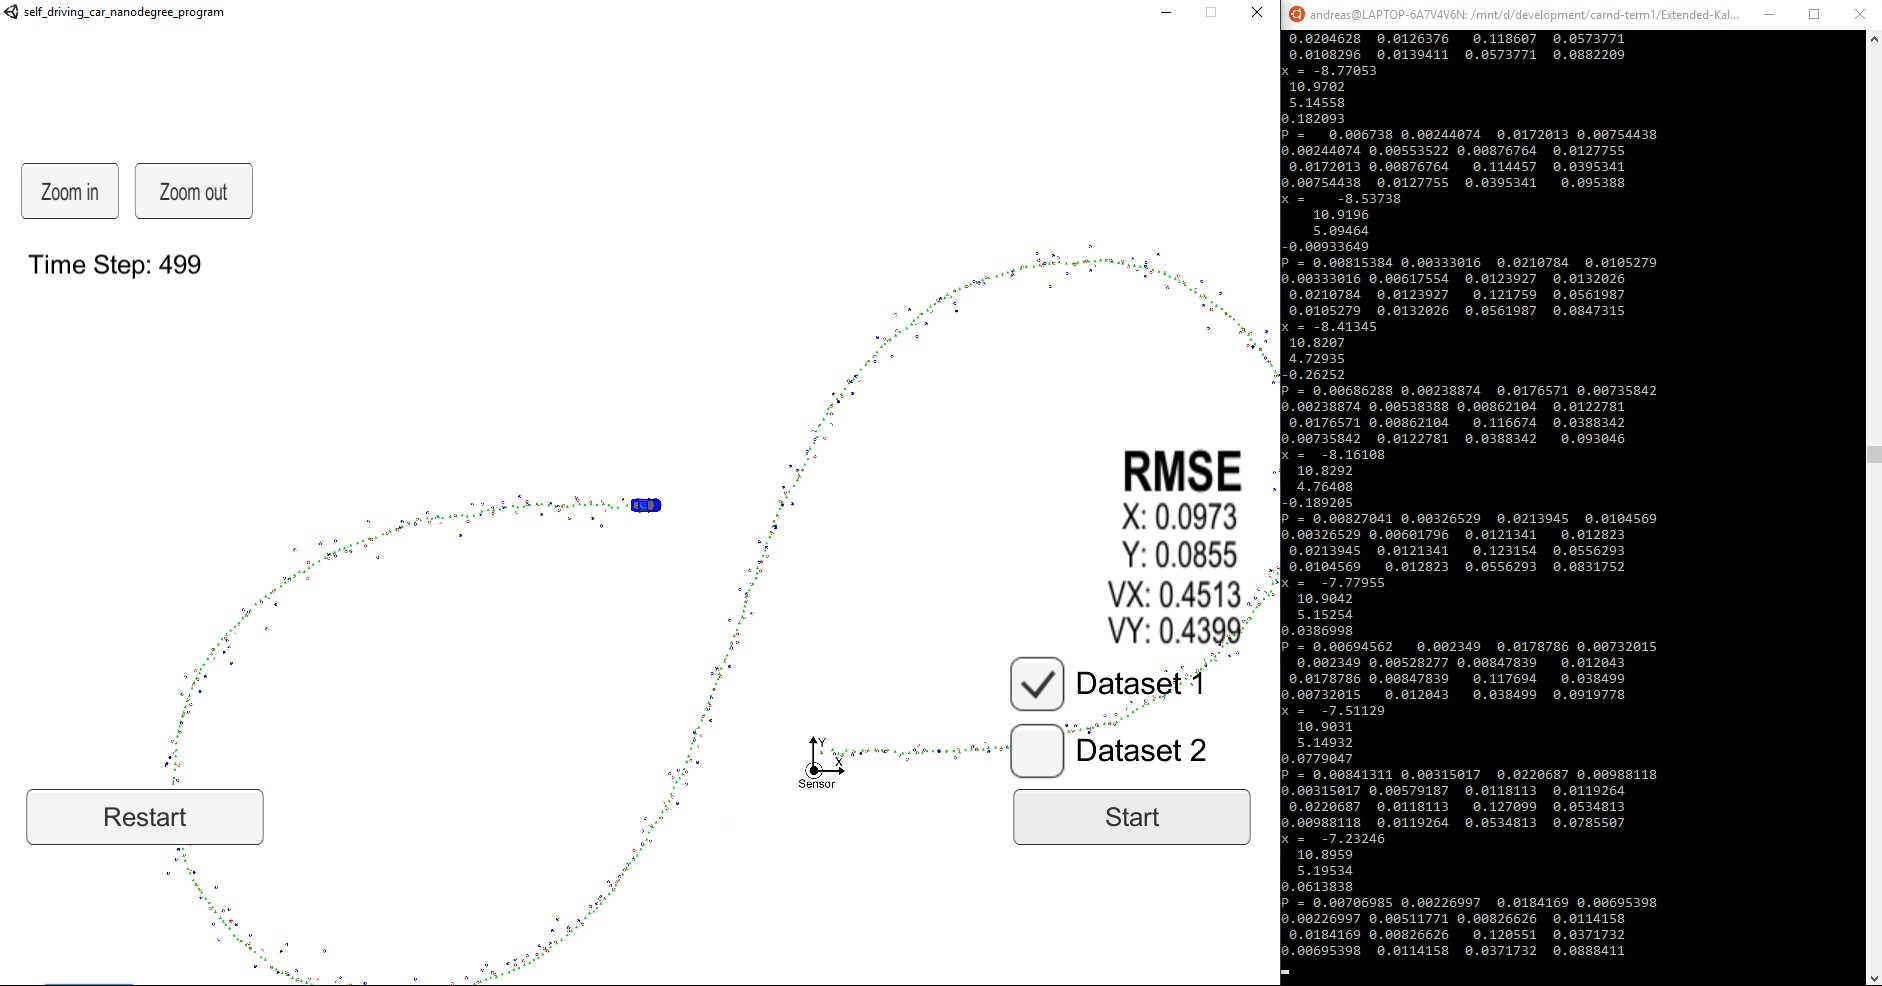 self_driving_car_nanodegree_program
Zoom in
Zoom out
Time Step: 499
RMSE
X: 0.0973
Y: 0.0855
VX: 0.4513
VY: 0.4399
Dataset 1
Dataset 2
Y
X
Sensor
Restart
Start
andreas@LAPTOP-6A7V4V6N: /mnt/d/development/carnd-term1/Extended-Kal...
0.0204628 0.0126376 0.118607 0.0573771
0.0108296 0.0139411 0.0573771 0.0882209
x = -8.77053
10.9702
5.14558
0.182093
P = 0.006738 0.00244074 0.0172013 0.00754438
0.00244074 0.00553522 0.00876764 0.0127755
0.0172013 0.00876764 0.114457 0.0395341
0.00754438 0.0127755 0.0395341 0.095388
x = -8.53738
10.9196
5.09464
-0.00933649
P = 0.00815384 0.00333016 0.0210784 0.0105279
0.00333016 0.00617554 0.0123927 0.0132026
0.0210784 0.0123927 0.121759 0.0561987
0.0105279 0.0132026 0.0561987 0.0847315
x = -8.41345
10.8207
4.72935
-0.26252
P = 0.00686288 0.00238874 0.0176571 0.00735842
0.00238874 0.00538388 0.00862104 0.0122781
0.0176571 0.00862104 0.116674 0.0388342
0.00735842 0.0122781 0.0388342 0.093046
x = -8.16108
10.8292
4.76408
-0.189205
P = 0.00827041 0.00326529 0.0213945 0.0104569
0.00326529 0.00601796 0.0121341 0.012823
0.0213945 0.0121341 0.123154 0.0556293
0.0104569 0.012823 0.0556293 0.0831752
x = -7.77955
10.9042
5.15254
0.0386998
P = 0.00694562 0.002349 0.0178786 0.00732015
0.002349 0.00528277 0.00847839 0.012043
0.0178786 0.00847839 0.117694 0.038499
0.00732015 0.012043 0.038499 0.0919778
x = -7.51129
10.9031
5.14932
0.0779047
P = 0.00841311 0.00315017 0.0220687 0.00988118
0.00315017 0.00579187 0.0118113 0.0119264
0.0220687 0.0118113 0.127099 0.0534813
0.00988118 0.0119264 0.0534813 0.0785507
x = -7.23246
10.8959
5.19534
0.0613838
P = 0.00706985 0.00226997 0.0184169 0.00695398
0.00226997 0.00511771 0.00826626 0.0114158
0.0184169 0.00826626 0.120551 0.0371732
0.00695398 0.0114158 0.0371732 0.0888411